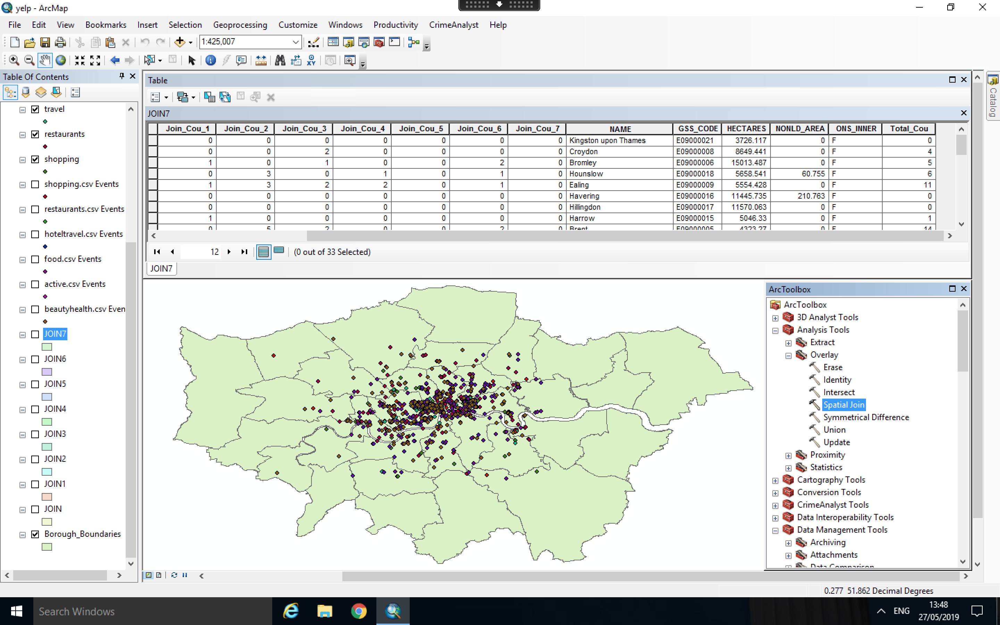 yelp - ArcMap
File Edit View Bookmarks Insert Selection Geoprocessing Customize Windows Productivity CrimeAnalyst Help
1:425,007
Table Of Contents
travel
restaurants
shopping
shopping.csv Events
restaurants.csv Events
hoteltravel.csv Events
food.csv Events
active.csv Events
beautyhealth.csv Even
JOIN7
JOIN6
JOIN5
JOIN4
JOIN3
JOIN2
JOIN1
JOIN
Borough_Boundaries
Table
JOIN7
Join_Cou_1 Join_Cou_2 Join_Cou_3 Join_Cou_4 Join_Cou_5 Join_Cou_6 Join_Cou_7 NAME GSS_CODE HECTARES NONLD_AREA ONS_INNER Total_Cou
0 0 0 0 0 0 0 Kingston upon Thames E09000021 3726.117 0 F 0
0 0 2 0 0 0 0 Croydon E09000008 8649.441 0 F 4
1 0 1 0 0 2 0 Bromley E09000006 15013.487 0 F 5
0 3 0 1 0 1 0 Hounslow E09000018 5658.541 60.755 F 6
1 3 2 2 0 1 0 Ealing E09000009 5554.428 0 F 11
0 0 0 0 0 0 0 Havering E09000016 11445.735 210.763 F 0
0 0 0 0 0 0 0 Hillingdon E09000017 11570.063 0 F 0
1 0 0 0 0 0 0 Harrow E09000015 5046.33 0 F 1
0 5 2 0 0 2 0 Brent E09000005 4323.27 0 F 14
12 (0 out of 33 Selected)
JOIN7
ArcToolbox
ArcToolbox
3D Analyst Tools
Analysis Tools
Extract
Overlay
Erase
Identity
Intersect
Spatial Join
Symmetrical Difference
Union
Update
Proximity
Statistics
Cartography Tools
Conversion Tools
CrimeAnalyst Tools
Data Interoperability Tools
Data Management Tools
Archiving
Attachments
Data Comparison
Catalog
0.277 51.862 Decimal Degrees
Search Windows
ENG
13:48
27/05/2019